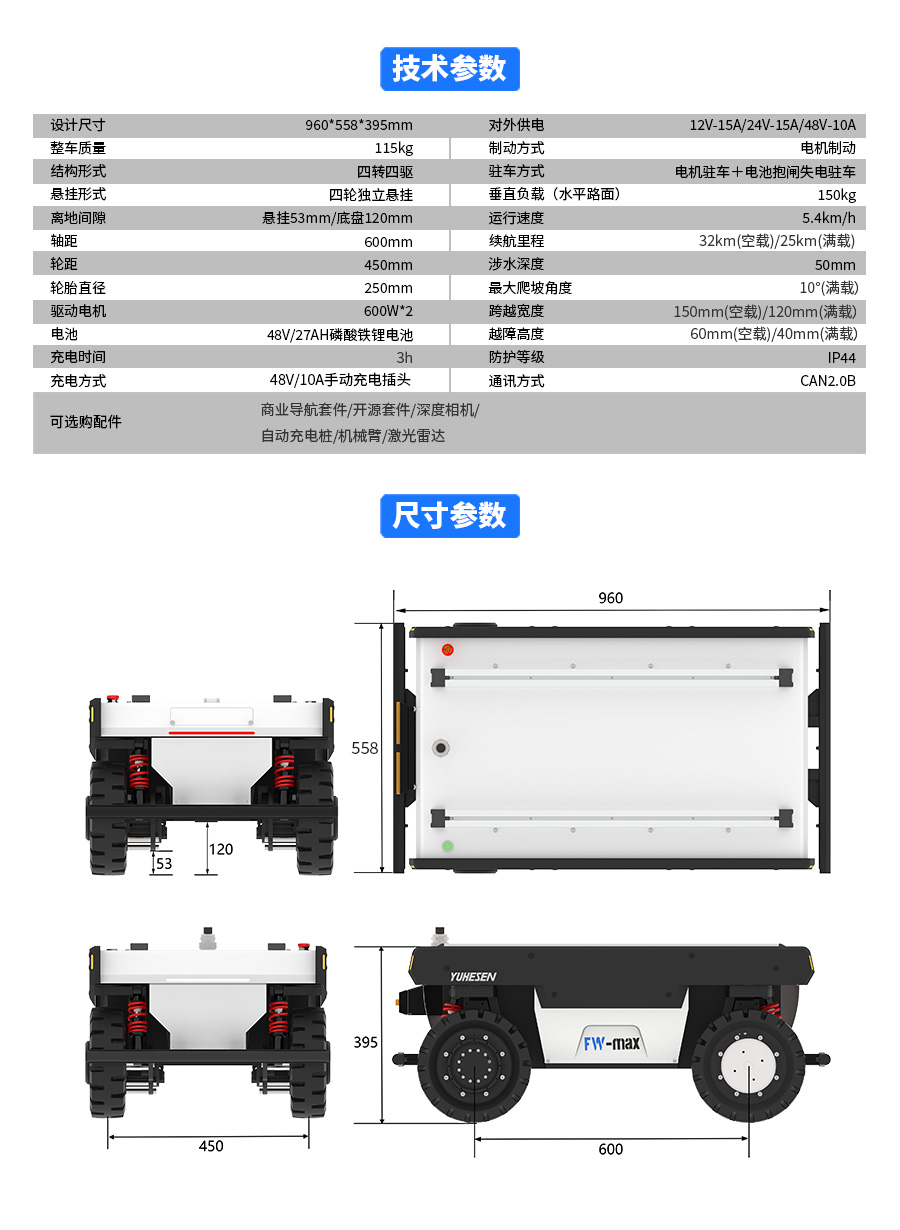 技术参数
设计尺寸 960*558*395mm 对外供电 12V-15A/24V-15A/48V-10A
整车质量 115kg 制动方式 电机制动
结构形式 四转四驱 驻车方式 电机驻车＋电池抱闸失电驻车
悬挂形式 四轮独立悬挂 垂直负载（水平路面） 150kg
离地间隙 悬挂53mm/底盘120mm 运行速度 5.4km/h
轴距 600mm 续航里程 32km(空载)/25km(满载)
轮距 450mm 涉水深度 50mm
轮胎直径 250mm 最大爬坡角度 10°(满载)
驱动电机 600W*2 跨越宽度 150mm(空载)/120mm(满载)
电池 48V/27AH磷酸铁锂电池 越障高度 60mm(空载)/40mm(满载)
充电时间 3h 防护等级 IP44
充电方式 48V/10A手动充电插头 通讯方式 CAN2.0B
可选购配件 商业导航套件/开源套件/深度相机/
自动充电桩/机械臂/激光雷达
尺寸参数
960
558
120
53
YUHESEN
395
FW-max
450
600